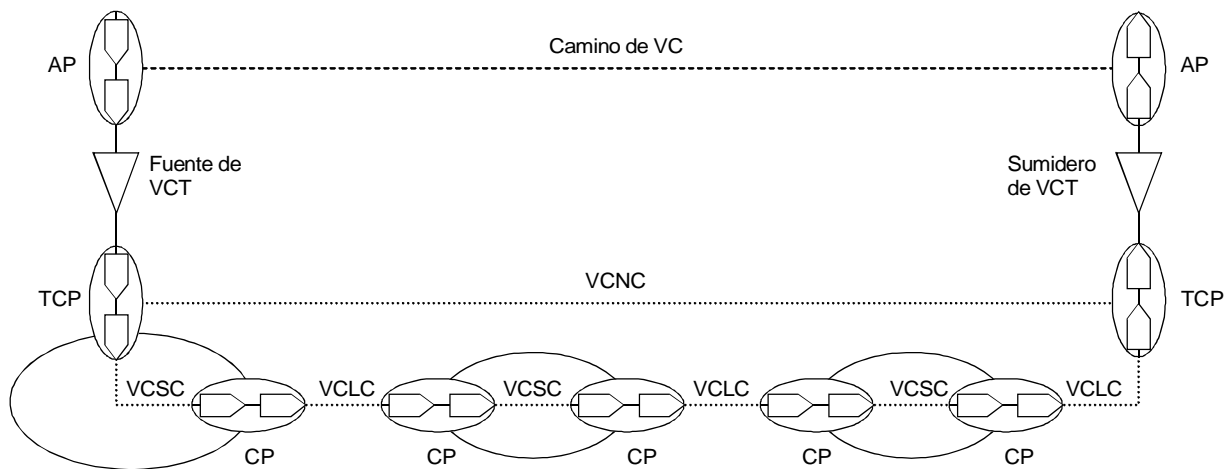 Camino de VC
AP
AP
Fuente de
VCT
Sumidero
de VCT
VCNC
TCP
TCP
VCSC
VCLC
VCSC
VCLC
VCSC
VCLC
CP
CP
CP
CP
CP